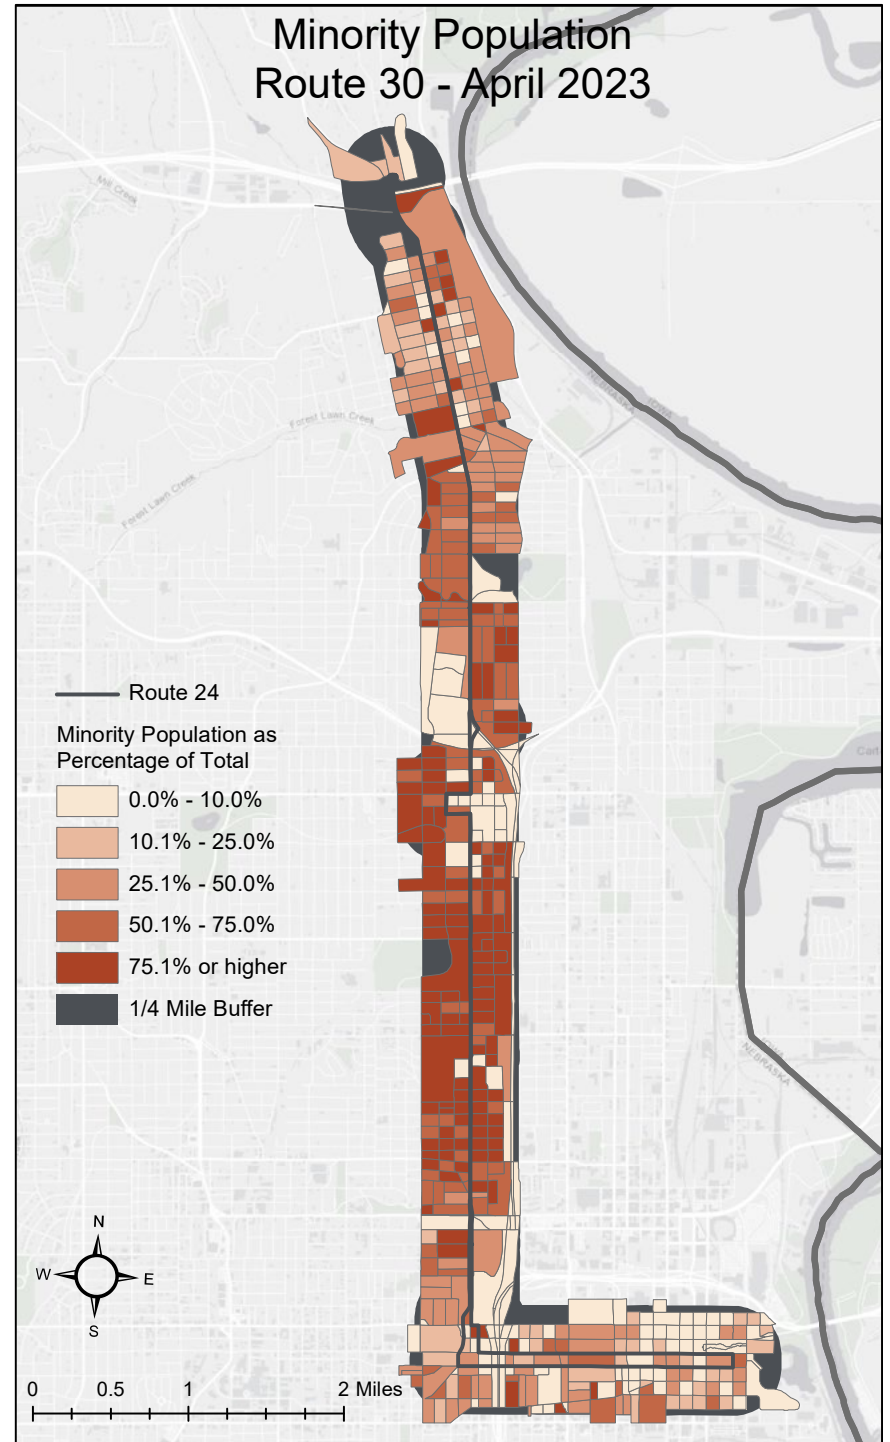 Minority Population
Route 30 - April 2023
Mill Creek
NEBRASKA
IOWA
Forest Lawn Creek
Forest Lawn Creek
Route 24
Minority Population as
Percentage of Total
0.0% - 10.0%
10.1% - 25.0%
25.1% - 50.0%
50.1% - 75.0%
75.1% or higher
1/4 Mile Buffer
IOWA
NEBRASKA
N
W
E
S
0 0.5 1 2 Miles